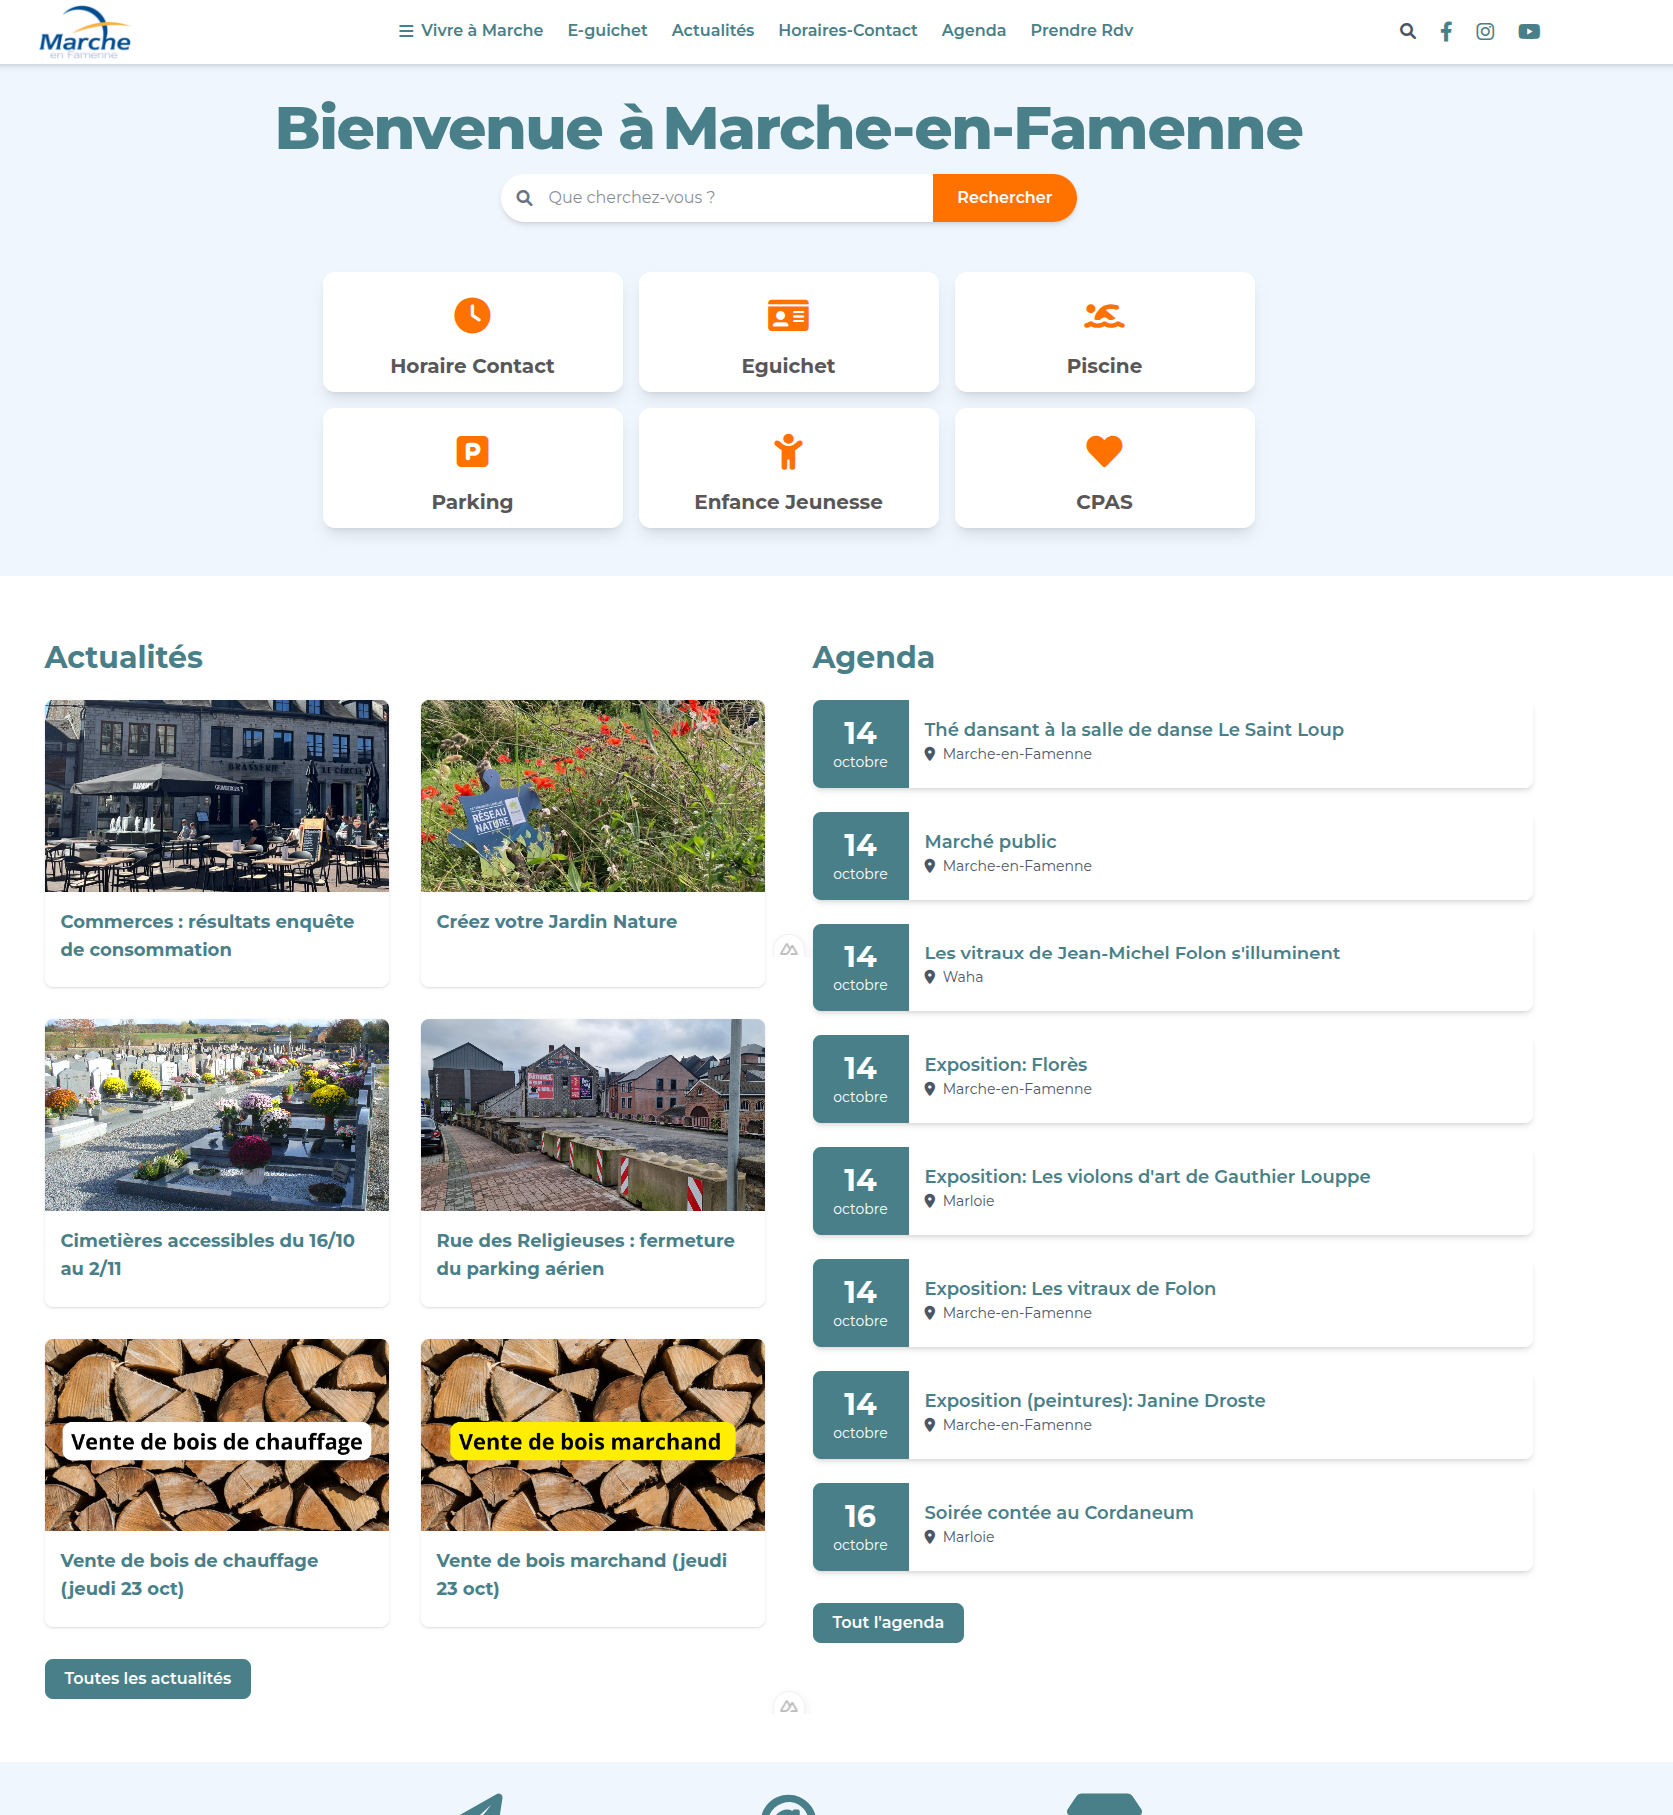 Marche
en Famenne
Vivre à Marche
E-guichet
Actualités
Horaires-Contact
Agenda
Prendre Rdv
Bienvenue à Marche-en-Famenne
Que cherchez-vous ?
Rechercher
Horaire Contact
Eguichet
Piscine
Parking
Enfance Jeunesse
CPAS
Actualités
BRASSERIE
LE CERCLE
RÉSEAU
NATURE
Commerces : résultats enquête
de consommation
Créez votre Jardin Nature
Cimetières accessibles du 16/10
au 2/11
Rue des Religieuses : fermeture
du parking aérien
Vente de bois de chauffage
Vente de bois marchand
Vente de bois de chauffage
(jeudi 23 oct)
Vente de bois marchand (jeudi
23 oct)
Toutes les actualités
Agenda
14
octobre
Thé dansant à la salle de danse Le Saint Loup
Marche-en-Famenne
14
octobre
Marché public
Marche-en-Famenne
14
octobre
Les vitraux de Jean-Michel Folon s'illuminent
Waha
14
octobre
Exposition: Florès
Marche-en-Famenne
14
octobre
Exposition: Les violons d'art de Gauthier Louppe
Marloie
14
octobre
Exposition: Les vitraux de Folon
Marche-en-Famenne
14
octobre
Exposition (peintures): Janine Droste
Marche-en-Famenne
16
octobre
Soirée contée au Cordaneum
Marloie
Tout l'agenda